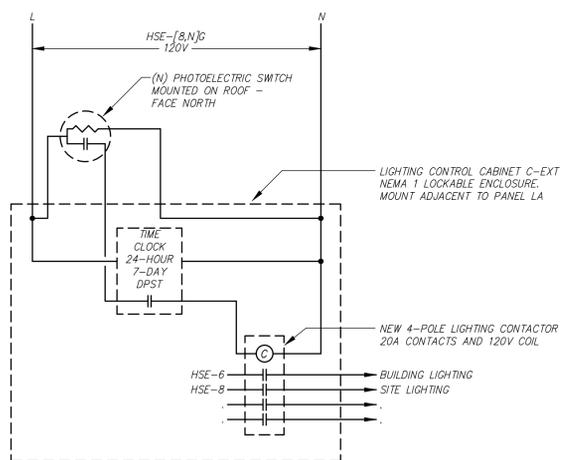 L
N
HSE-[8,N]G
120V
(N) PHOTOELECTRIC SWITCH
MOUNTED ON ROOF -
FACE NORTH
LIGHTING CONTROL CABINET C-EXT
NEMA 1 LOCKABLE ENCLOSURE.
MOUNT ADJACENT TO PANEL LA
TIME
CLOCK
24-HOUR
7-DAY
DPST
NEW 4-POLE LIGHTING CONTACTOR
20A CONTACTS AND 120V COIL
C
HSE-6
BUILDING LIGHTING
HSE-8
SITE LIGHTING